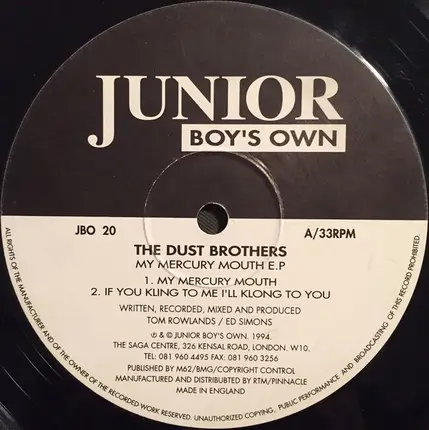 JUNIOR
BOY'S OWN
JBO 20
A/33RPM
THE DUST BROTHERS
MY MERCURY MOUTH E.P
1. MY MERCURY MOUTH
2. IF YOU KLING TO ME I'LL KLONG TO YOU
WRITTEN, RECORDED, MIXED AND PRODUCED
TOM ROWLANDS / ED SIMONS
℗ & © JUNIOR BOY'S OWN. 1994.
THE SAGA CENTRE, 326 KENSAL ROAD, LONDON. W10,
TEL: 081 960 4495 FAX: 081 960 3256
PUBLISHED BY M62/BMG/COPYRIGHT CONTROL
MANUFACTURED AND DISTRIBUTBED BY RTM/PINNACLE
MADE IN ENGLAND
ALL RIGHTS OF THE MANUFACTURER AND OF THE OWNER OF THE RECORDED WORK RESERVED. UNAUTHORIZED COPYING, PUBLIC PERFORMANCE AND BROADCASTING OF THIS RECORD PROHIBITED.